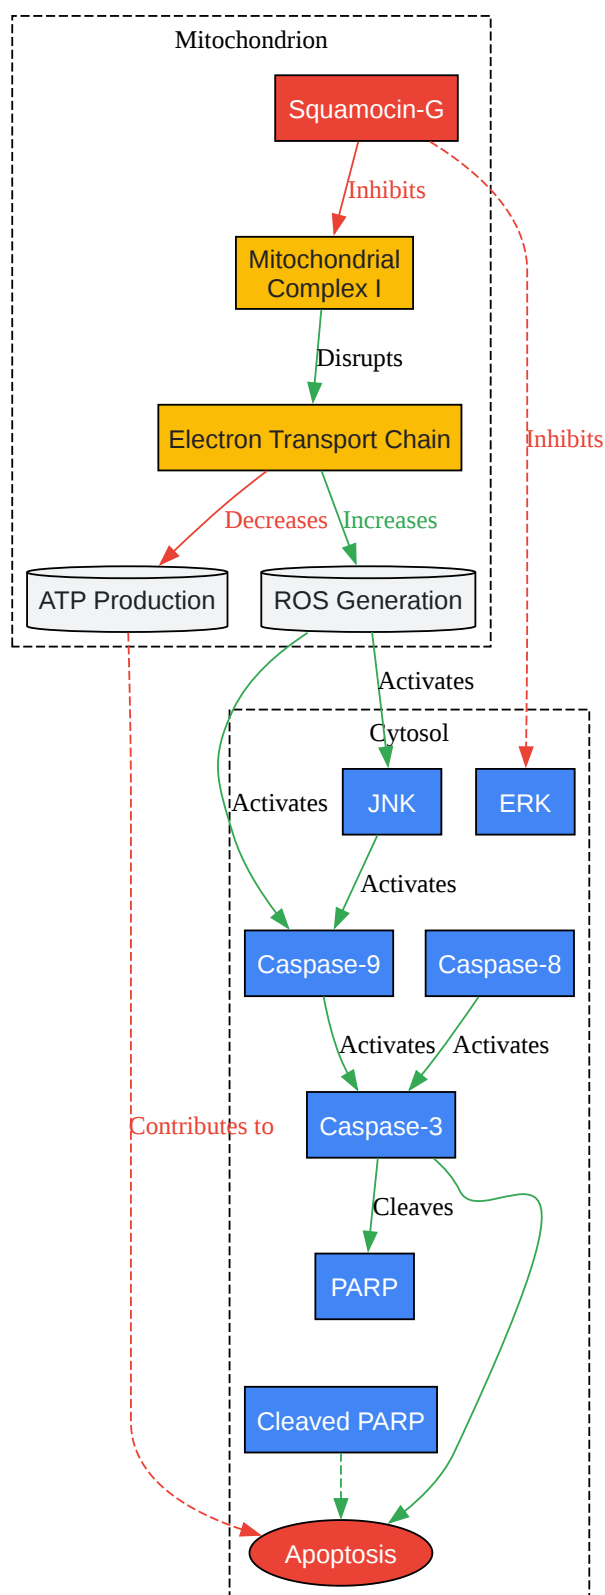 Mitochondrion
Squamocin-G
Inhibits
Mitochondrial
Complex I
Disrupts
Electron Transport Chain
Inhibits
Decreases
Increases
ATP Production
ROS Generation
Activates
Cytosol
JNK
ERK
Activates
Activates
Caspase-9
Caspase-8
Activates
Activates
Caspase-3
Contributes to
Cleaves
PARP
Cleaved PARP
Apoptosis